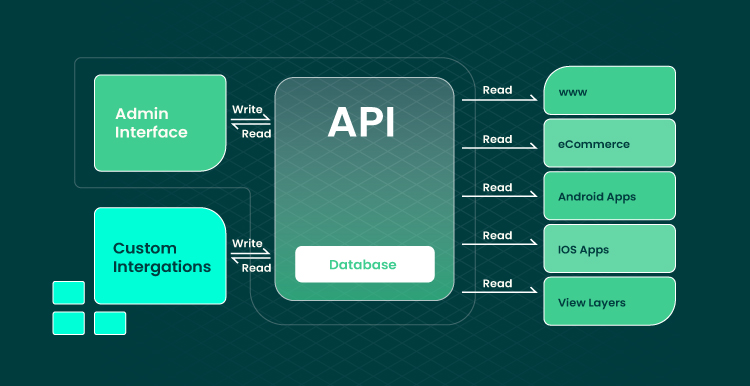 Admin
Interface
Write
Read
Custom
Intergations
Write
Read
API
Database
Read
www
Read
eCommerce
Read
Android Apps
Read
IOS Apps
Read
View Layers